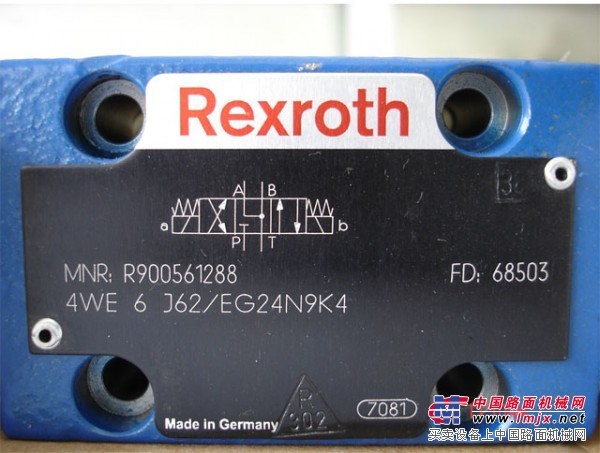 Rexroth
A B
a b
P T
MNR: R900561288 FD: 68503
4WE 6 J62/EG24N9K4
R
302
7081
Made in Germany
中国路面机械网
www.lmjx.net
买卖设备上中国路面机械网